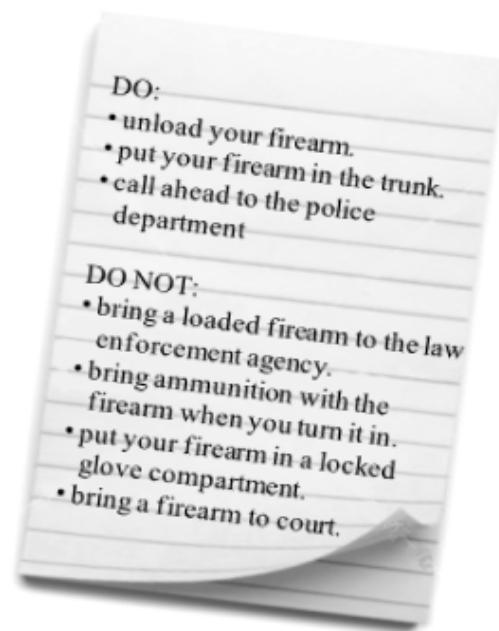 DO:
• unload your firearm.
• put your firearm in the trunk.
• call ahead to the police
department
DO NOT:
• bring a loaded firearm to the law
enforcement agency.
• bring ammunition with the
firearm when you turn it in.
• put your firearm in a locked
glove compartment.
• bring a firearm to court.